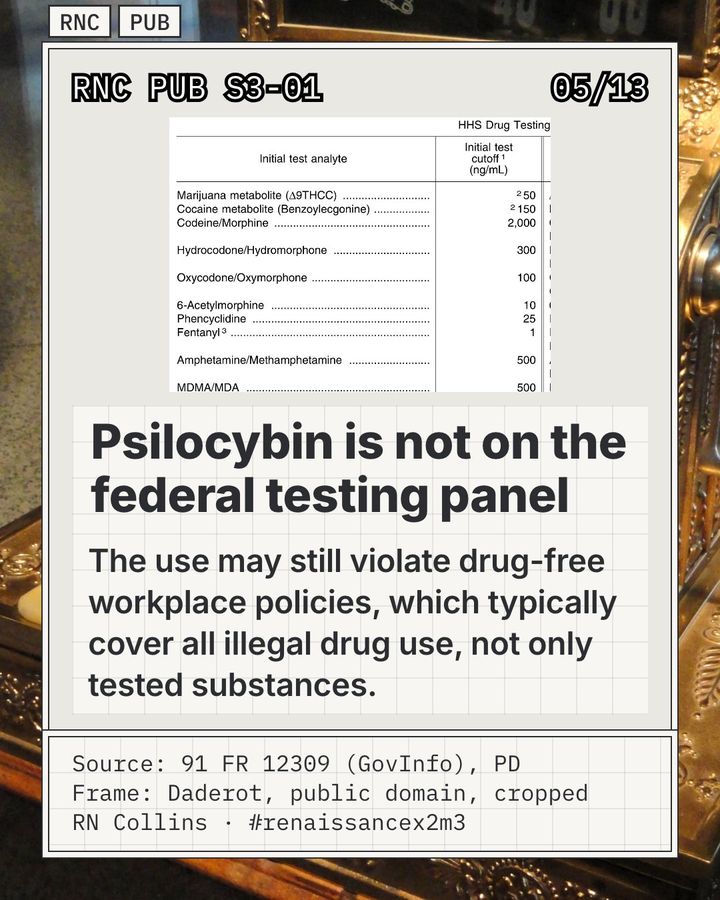 RNC PUB
RNC PUB S3-01 05/13
HHS Drug Testing
Initial test analyte
Initial test
cutoff ¹
(ng/mL)
Marijuana metabolite (Δ9THCC) ............................ ² 50
Cocaine metabolite (Benzoylecgonine) .................. ² 150
Codeine/Morphine ................................................... 2,000
Hydrocodone/Hydromorphone ............................... 300
Oxycodone/Oxymorphone ...................................... 100
6-Acetylmorphine ................................................... 10
Phencyclidine ......................................................... 25
Fentanyl ³ ................................................................ 1
Amphetamine/Methamphetamine ........................... 500
MDMA/MDA ........................................................... 500
Psilocybin is not on the
federal testing panel
The use may still violate drug-free
workplace policies, which typically
cover all illegal drug use, not only
tested substances.
Source: 91 FR 12309 (GovInfo), PD
Frame: Daderot, public domain, cropped
RN Collins · #renaissancex2m3